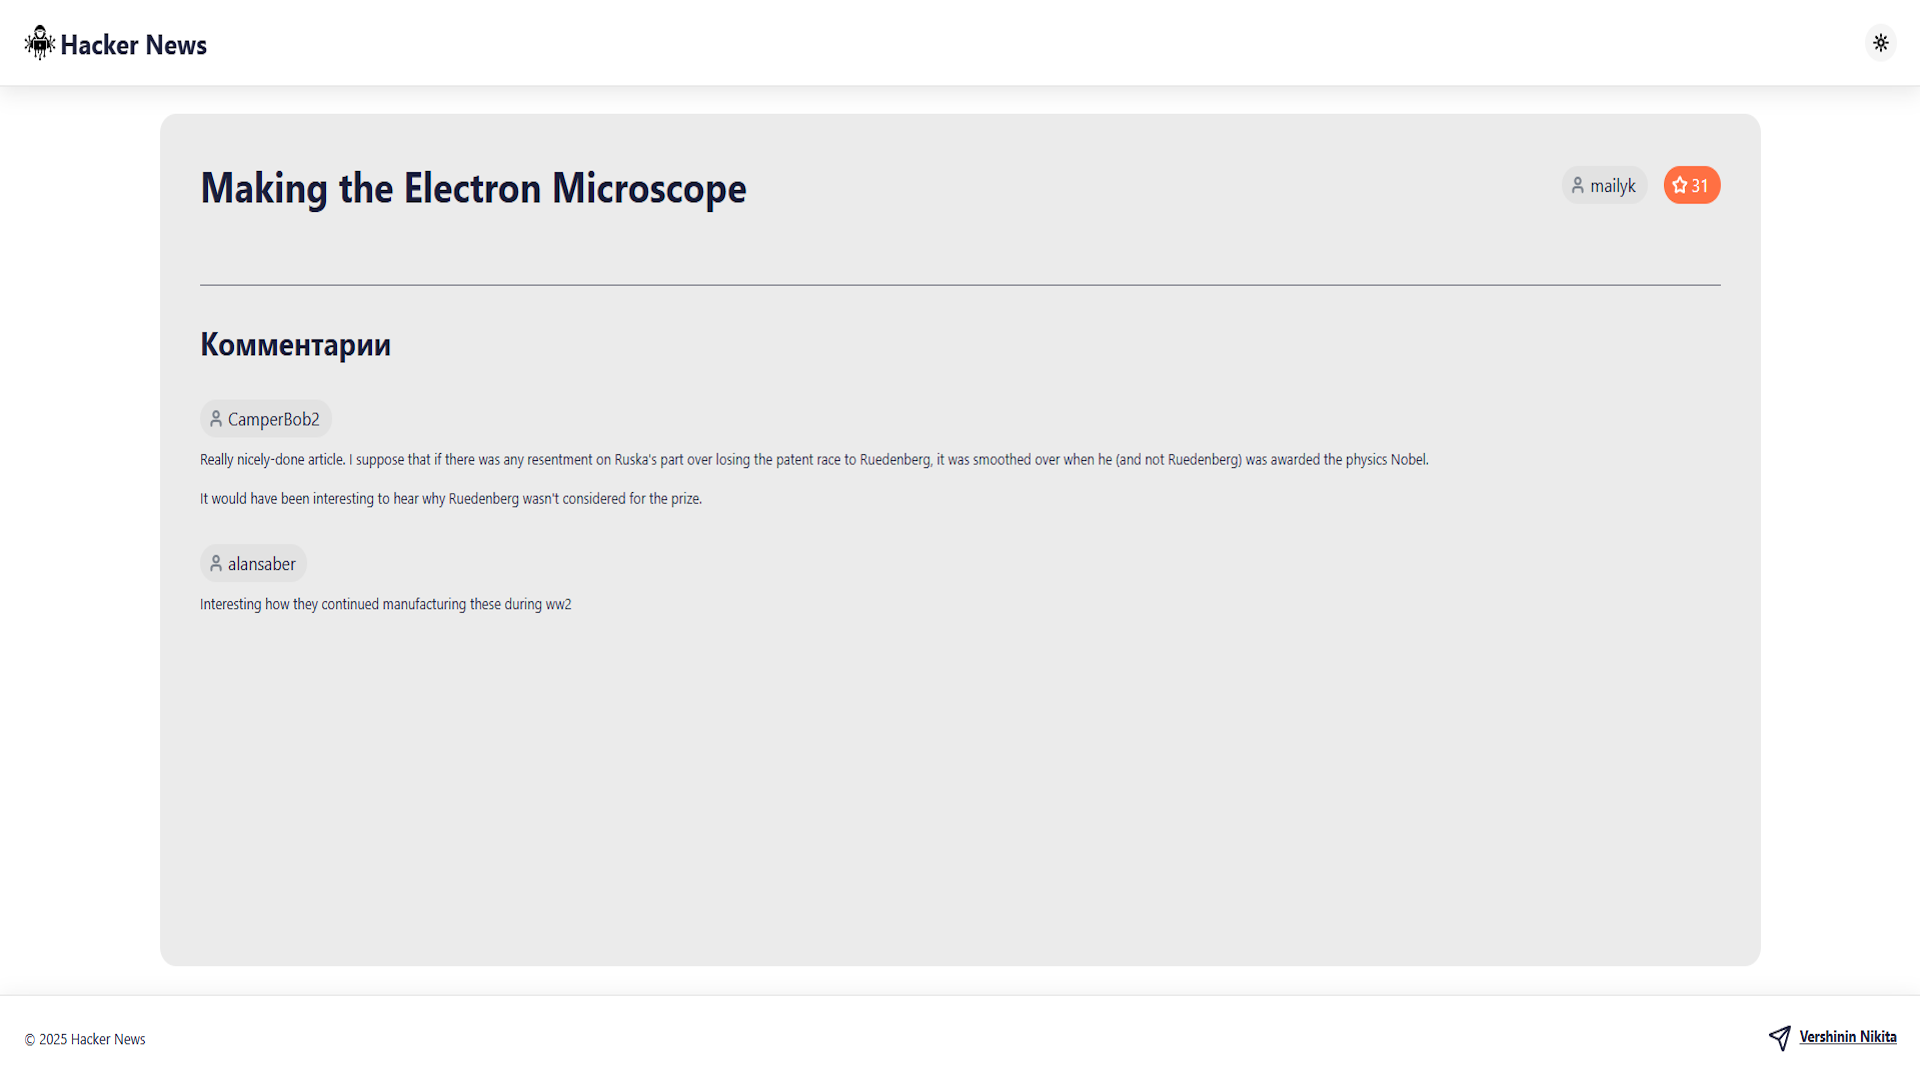 Hacker News
Making the Electron Microscope
mailyk
31
Комментарии
CamperBob2
Really nicely-done article. I suppose that if there was any resentment on Ruska's part over losing the patent race to Ruedenberg, it was smoothed over when he (and not Ruedenberg) was awarded the physics Nobel.
It would have been interesting to hear why Ruedenberg wasn't considered for the prize.
alansaber
Interesting how they continued manufacturing these during ww2
© 2025 Hacker News
Vershinin Nikita